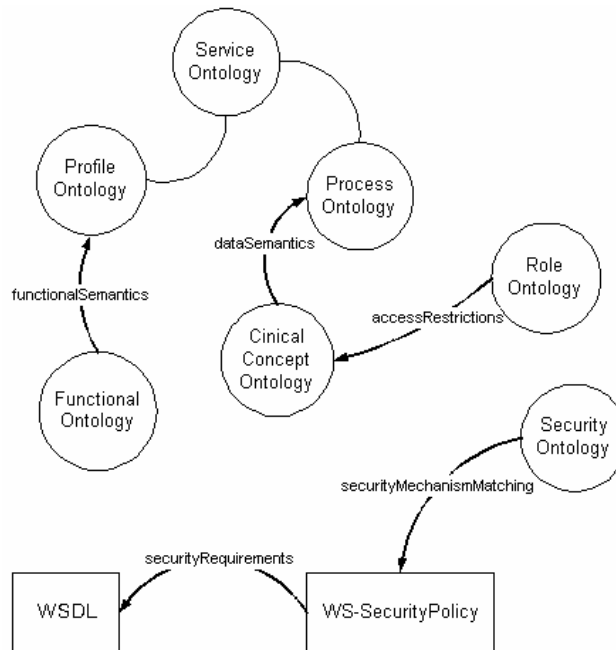 Service
Ontology
Profile
Ontology
Process
Ontology
dataSemantics
Role
Ontology
functionalSemantics
accessRestrictions
Cinical
Concept
Ontology
Functional
Ontology
Security
Ontology
securityMechanismMatching
securityRequirements
WSDL
WS-SecurityPolicy